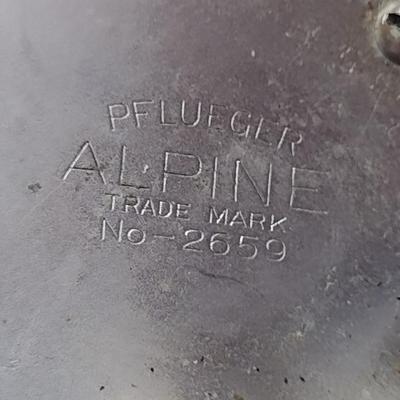 PFLUEGER
ALPINE
TRADE MARK
No-2659